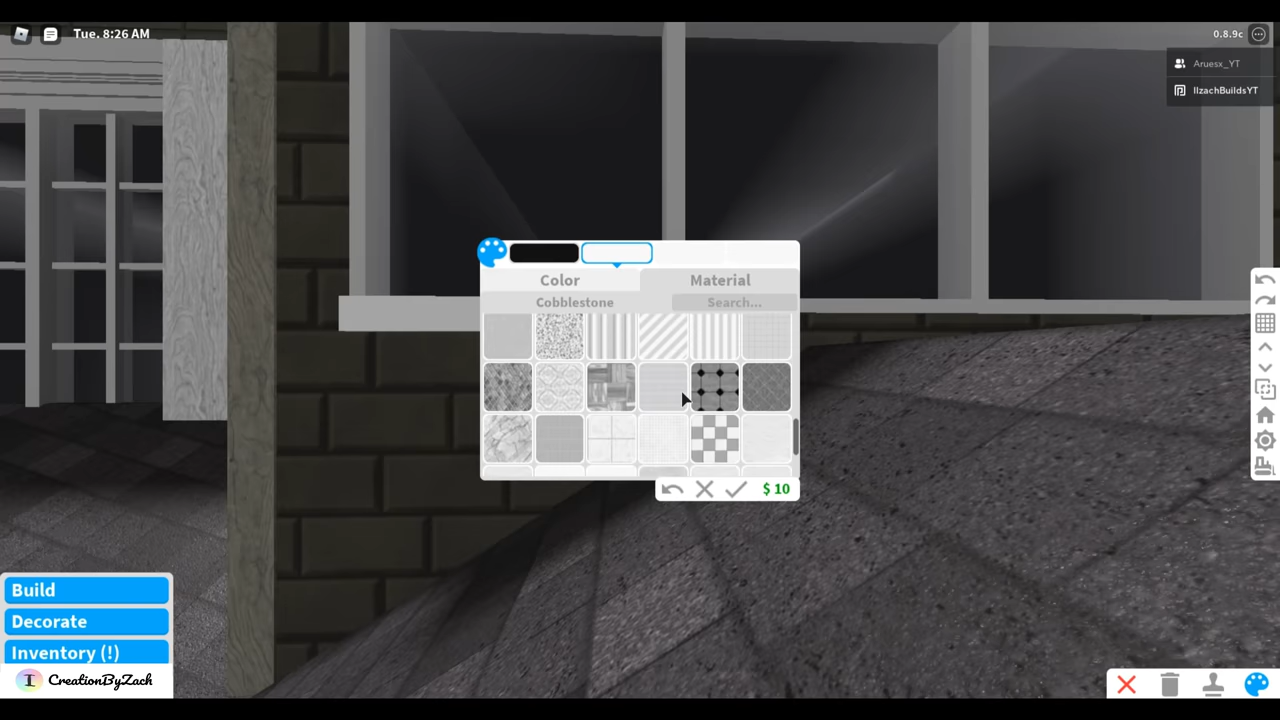 Tue. 8:26 AM
0.8.9c
Aruesx_YT
IlzachBuildsYT
Color
Material
Cobblestone
Search...
$ 10
Build
Decorate
Inventory (!)
I CreationByZach